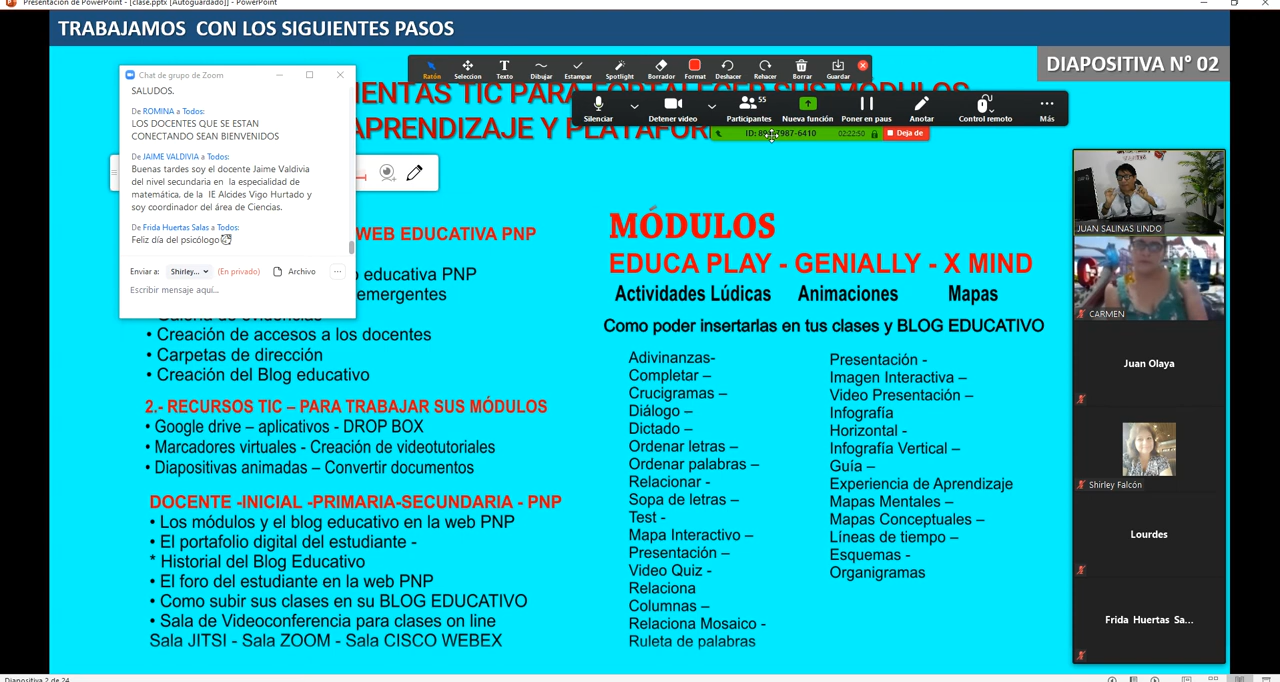 Presentación de PowerPoint - [clase.pptx [Autoguardado]] - PowerPoint
TRABAJAMOS CON LOS SIGUIENTES PASOS
DIAPOSITIVA N° 02
Ratón
Seleccion
Texto
Dibujar
Estampar
Spotlight
Borrador
Format
Deshacer
Rehacer
Borrar
Guardar
PARA
APRENDIZAJE Y
Silenciar
Detener video
55
Participantes
Nueva función
Poner en paus
Anotar
Control remoto
Más
Deja de
Chat de grupo de Zoom
SALUDOS.
De ROMINA a Todos:
LOS DOCENTES QUE SE ESTAN
CONECTANDO SEAN BIENVENIDOS
De JAIME VALDIVIA a Todos:
Buenas tardes soy el docente Jaime Valdivia
del nivel secundaria en la especialidad de
matemática, de la IE Alcides Vigo Hurtado y
soy coordinador del área de Ciencias.
De Frida Huertas Salas a Todos:
Feliz día del psicólogo
Enviar a: Shirley... (En privado) Archivo ...
Escribir mensaje aquí...
WEB EDUCATIVA PNP
educativa PNP
emergentes
• Creación de accesos a los docentes
• Carpetas de dirección
• Creación del Blog educativo
2.- RECURSOS TIC – PARA TRABAJAR SUS MÓDULOS
• Google drive – aplicativos - DROP BOX
• Marcadores virtuales - Creación de videotutoriales
• Diapositivas animadas – Convertir documentos
DOCENTE -INICIAL -PRIMARIA-SECUNDARIA - PNP
• Los módulos y el blog educativo en la web PNP
• El portafolio digital del estudiante -
* Historial del Blog Educativo
• El foro del estudiante en la web PNP
• Como subir sus clases en su BLOG EDUCATIVO
• Sala de Videoconferencia para clases on line
Sala JITSI - Sala ZOOM - Sala CISCO WEBEX
MÓDULOS
EDUCA PLAY - GENIALLY - X MIND
Actividades Lúdicas Animaciones Mapas
Como poder insertarlas en tus clases y BLOG EDUCATIVO
Adivinanzas-
Completar –
Crucigramas –
Diálogo –
Dictado –
Ordenar letras –
Ordenar palabras –
Relacionar -
Sopa de letras –
Test -
Mapa Interactivo –
Presentación –
Video Quiz -
Relaciona
Columnas –
Relaciona Mosaico -
Ruleta de palabras
Presentación -
Imagen Interactiva –
Video Presentación –
Infografía
Horizontal -
Infografía Vertical –
Guía –
Experiencia de Aprendizaje
Mapas Mentales –
Mapas Conceptuales –
Líneas de tiempo –
Esquemas -
Organigramas
JUAN SALINAS LINDO
CARMEN
Juan Olaya
Shirley Falcón
Lourdes
Frida Huertas Sa...
Diapositiva 2 de 24